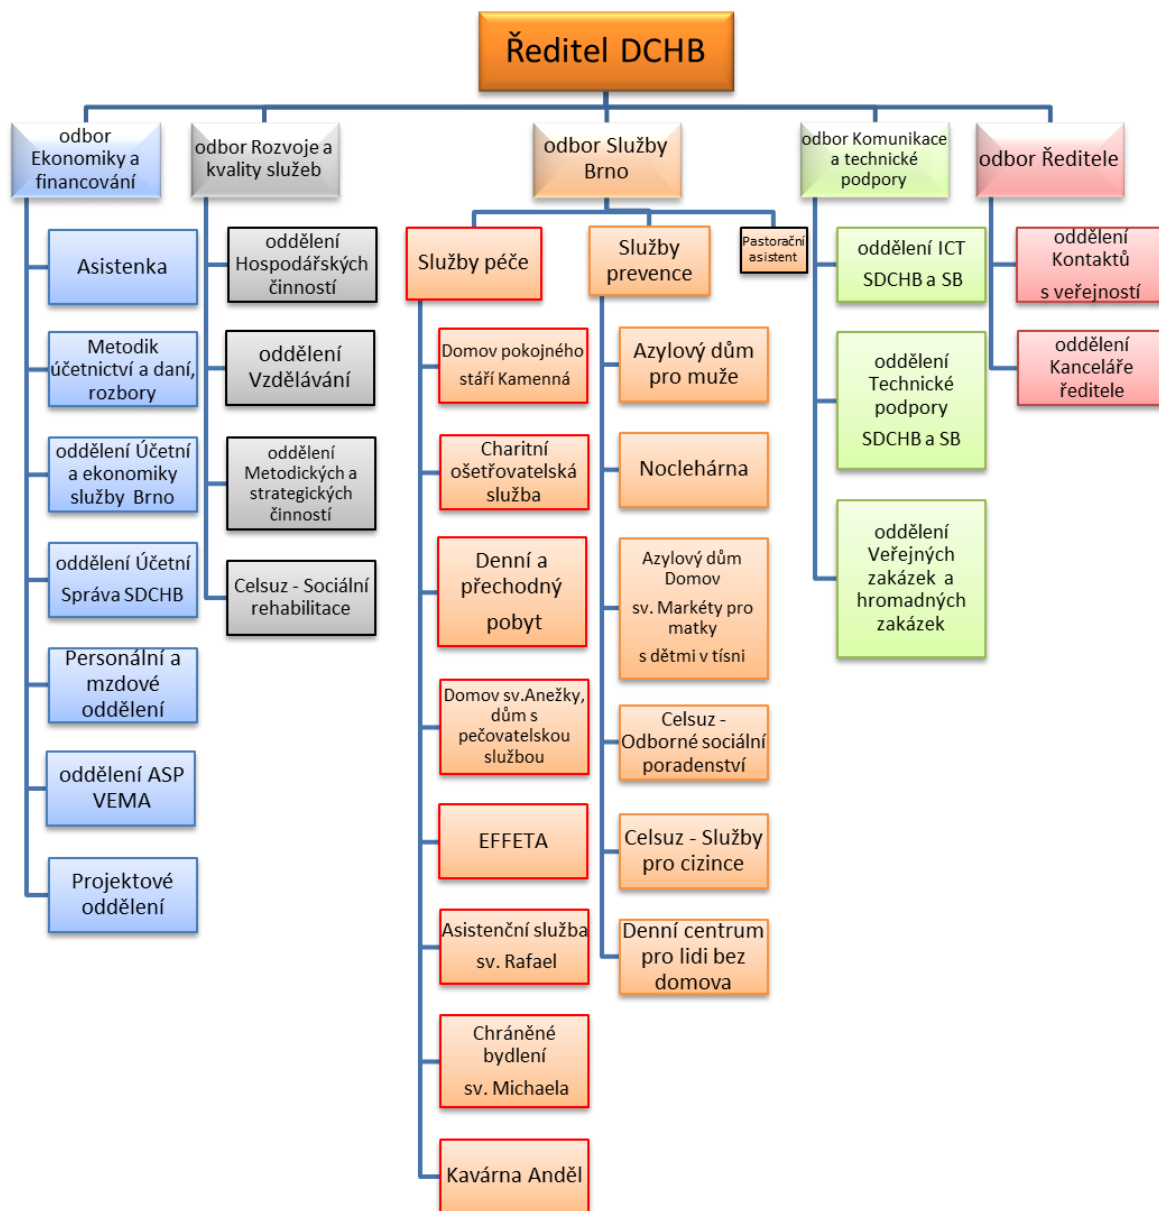 Ředitel DCHB
odbor
Ekonomiky a
financování
odbor Rozvoje a
kvality služeb
odbor Služby
Brno
odbor Komunikace
a technické
podpory
odbor Ředitele
Asistenka
Metodik
účetnictví a daní,
rozbory
oddělení Účetní
a ekonomiky
služby Brno
oddělení Účetní
Správa SDCHB
Personální a
mzdové
oddělení
oddělení ASP
VEMA
Projektové
oddělení
oddělení
Hospodářských
činností
oddělení
Vzdělávání
oddělení
Metodických a
strategických
činností
Celsuz - Sociální
rehabilitace
Služby péče
Domov pokojného
stáří Kamenná
Charitní
ošetřovatelská
služba
Denní a
přechodný
pobyt
Domov sv.Anežky,
dům s
pečovatelskou
službou
EFFETA
Asistenční služba
sv. Rafael
Chráněné
bydlení
sv. Michaela
Kavárna Anděl
Služby
prevence
Azylový dům
pro muže
Noclehárna
Azylový dům
Domov
sv. Markéty pro
matky
s dětmi v tísni
Celsuz -
Odborné sociální
poradenství
Celsuz - Služby
pro cizince
Denní centrum
pro lidi bez
domova
Pastorační
asistent
oddělení ICT
SDCHB a SB
oddělení
Technické
podpory
SDCHB a SB
oddělení
Veřejných
zakázek a
hromadných
zakázek
oddělení
Kontaktů
s veřejností
oddělení
Kanceláře
ředitele